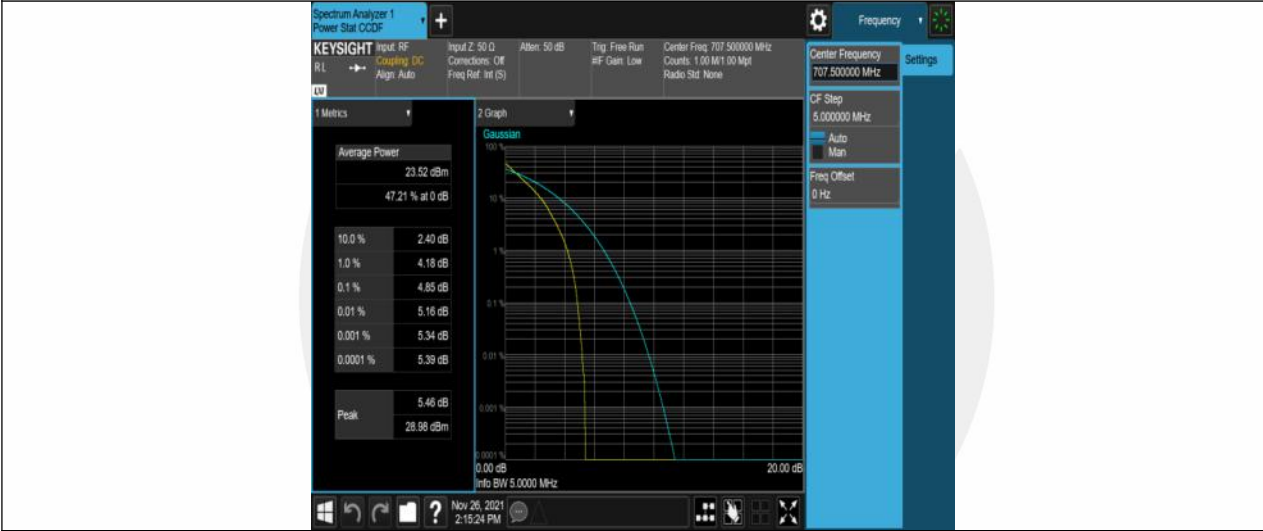 Spectrum Analyzer 1
Power Stat CCDF
+
Frequency
KEYSIGHT
RL
LV
Input: RF
Coupling: DC
Align: Auto
Input Z: 50 Ω
Corrections: Off
Freq Ref: Int (S)
Atten: 50 dB
Trig: Free Run
#IF Gain: Low
Center Freq: 707.500000 MHz
Counts: 1.00 M/1.00 Mpt
Radio Std: None
Center Frequency
707.500000 MHz
Settings
CF Step
5.000000 MHz
Auto
Man
Freq Offset
0 Hz
1 Metrics
Average Power
23.52 dBm
47.21 % at 0 dB
10.0 % 2.40 dB
1.0 % 4.18 dB
0.1 % 4.85 dB
0.01 % 5.16 dB
0.001 % 5.34 dB
0.0001 % 5.39 dB
Peak
5.46 dB
28.98 dBm
2 Graph
Gaussian
100 %
10 %
1 %
0.1 %
0.01 %
0.001 %
0.0001 %
0.00 dB 20.00 dB
Info BW 5.0000 MHz
?
Nov 26, 2021
2:15:24 PM